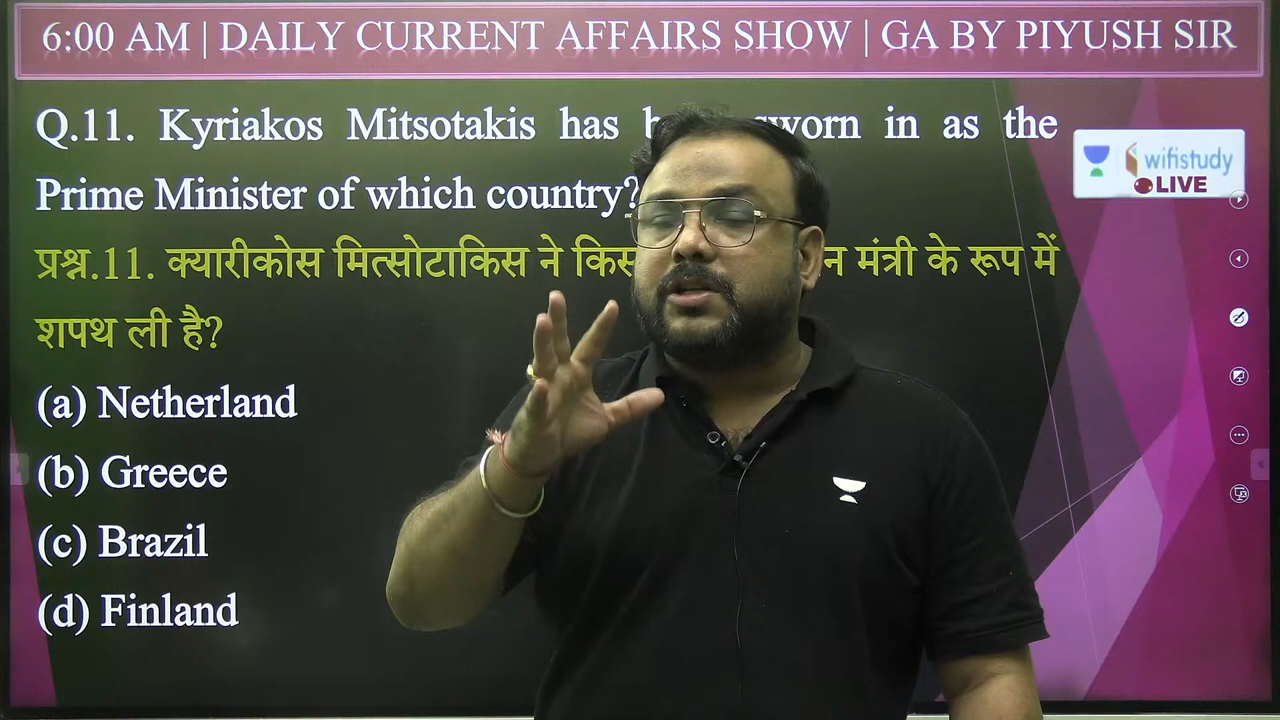 6:00 AM | DAILY CURRENT AFFAIRS SHOW | GA BY PIYUSH SIR
Q.11. Kyriakos Mitsotakis has sworn in as the
Prime Minister of which country?
प्रश्न.11. क्यारीकोस मित्सोटाकिस ने किस मंत्री के रूप में
शपथ ली है?
(a) Netherland
(b) Greece
(c) Brazil
(d) Finland
wifistudy
LIVE